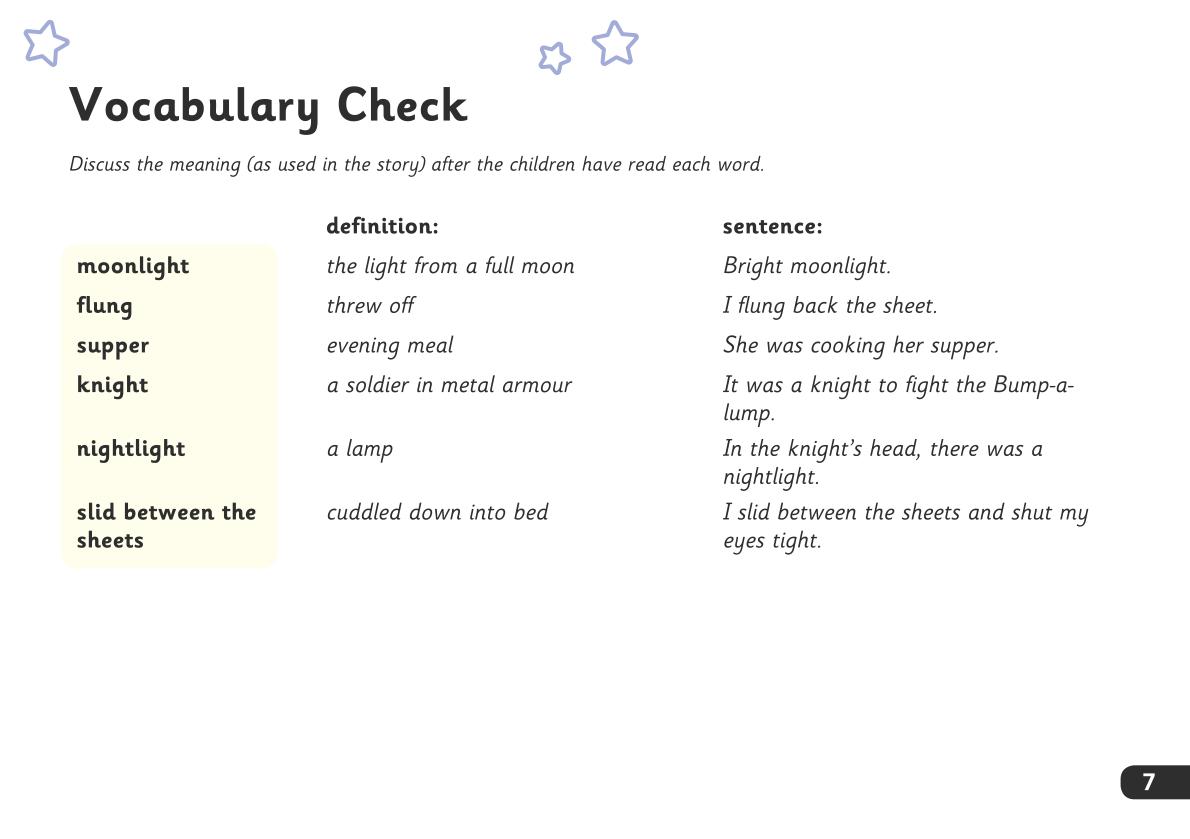 Vocabulary Check
Discuss the meaning (as used in the story) after the children have read each word.
definition: sentence:
moonlight the light from a full moon Bright moonlight.
flung threw off I flung back the sheet.
supper evening meal She was cooking her supper.
knight a soldier in metal armour It was a knight to fight the Bump-a-
lump.
nightlight a lamp In the knight’s head, there was a
nightlight.
slid between the cuddled down into bed I slid between the sheets and shut my
sheets eyes tight.
7